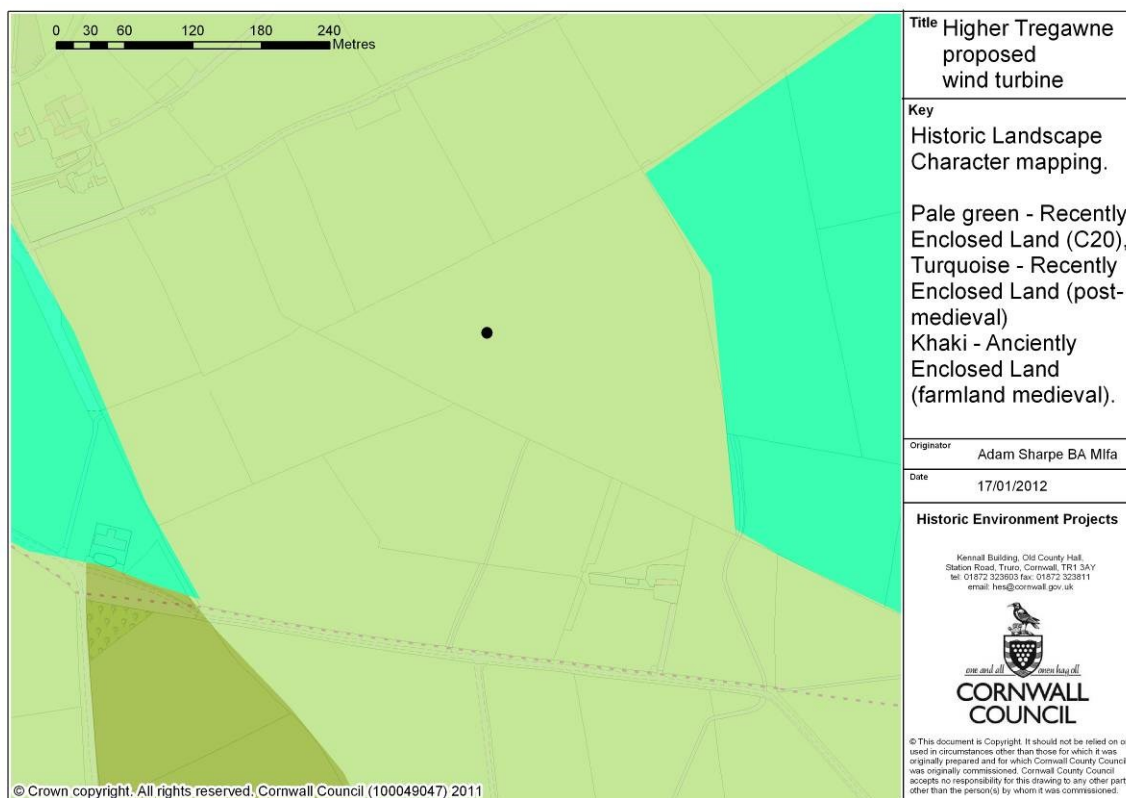 0 30 60 120 180 240
Metres
© Crown copyright. All rights reserved. Cornwall Council (100049047) 2011
Title Higher Tregawne
proposed
wind turbine
Key
Historic Landscape
Character mapping.
Pale green - Recently
Enclosed Land (C20),
Turquoise - Recently
Enclosed Land (post-
medieval)
Khaki - Anciently
Enclosed Land
(farmland medieval).
Originator Adam Sharpe BA MIfa
Date 17/01/2012
Historic Environment Projects
Kennall Building, Old County Hall,
Station Road, Truro, Cornwall, TR1 3AY
tel: 01872 323603 fax: 01872 323811
email: hes@cornwall.gov.uk
one and all onen hag oll
CORNWALL
COUNCIL
© This document is Copyright. It should not be relied on o
used in circumstances other than those for which it was
originally prepared and for which Cornwall County Council
was originally commissioned. Cornwall County Council
accepts no responsibility for this drawing to any other part
other than the person(s) by whom it was commissioned.